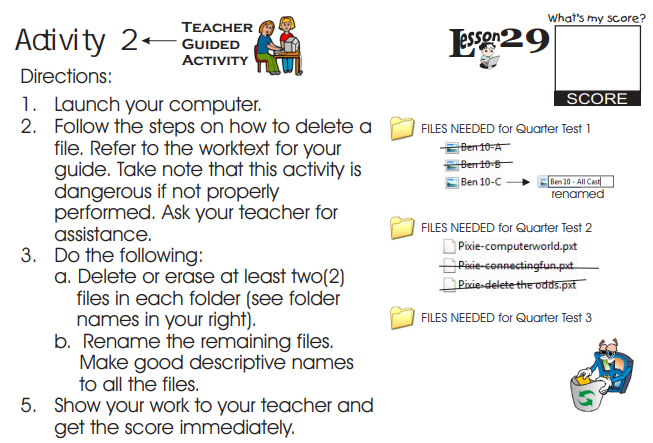 Activity 2
TEACHER
GUIDED
ACTIVITY
Lesson 29
What's my score?
SCORE
Directions:
1. Launch your computer.
2. Follow the steps on how to delete a
file. Refer to the worktext for your
guide. Take note that this activity is
dangerous if not properly
performed. Ask your teacher for
assistance.
3. Do the following:
a. Delete or erase at least two(2)
files in each folder (see folder
names in your right).
b. Rename the remaining files.
Make good descriptive names
to all the files.
5. Show your work to your teacher and
get the score immediately.
FILES NEEDED for Quarter Test 1
Ben 10-A
Ben 10-B
Ben 10-C
Ben 10 - All Cast
renamed
FILES NEEDED for Quarter Test 2
Pixie-computerworld.pxt
Pixie-connectingfun.pxt
Pixie-delete the odds.pxt
FILES NEEDED for Quarter Test 3